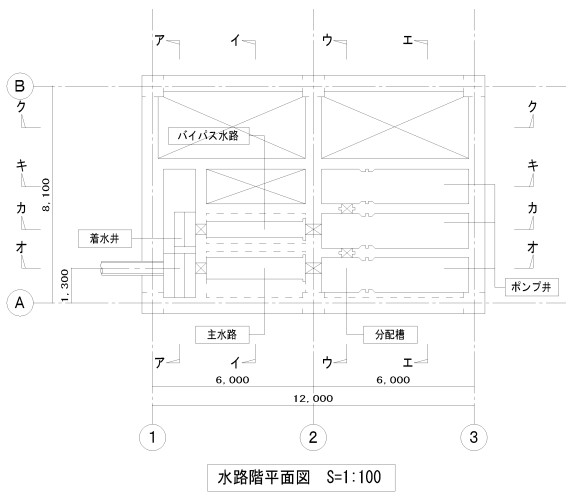 ア イ ウ エ
B
ク ク
バイパス水路
キ キ
8,100
カ カ
着水井
オ オ
1,300
ポンプ井
A
主水路 分配槽
ア イ ウ エ
6,000 6,000
12,000
1 2 3
水路階平面図 S=1:100